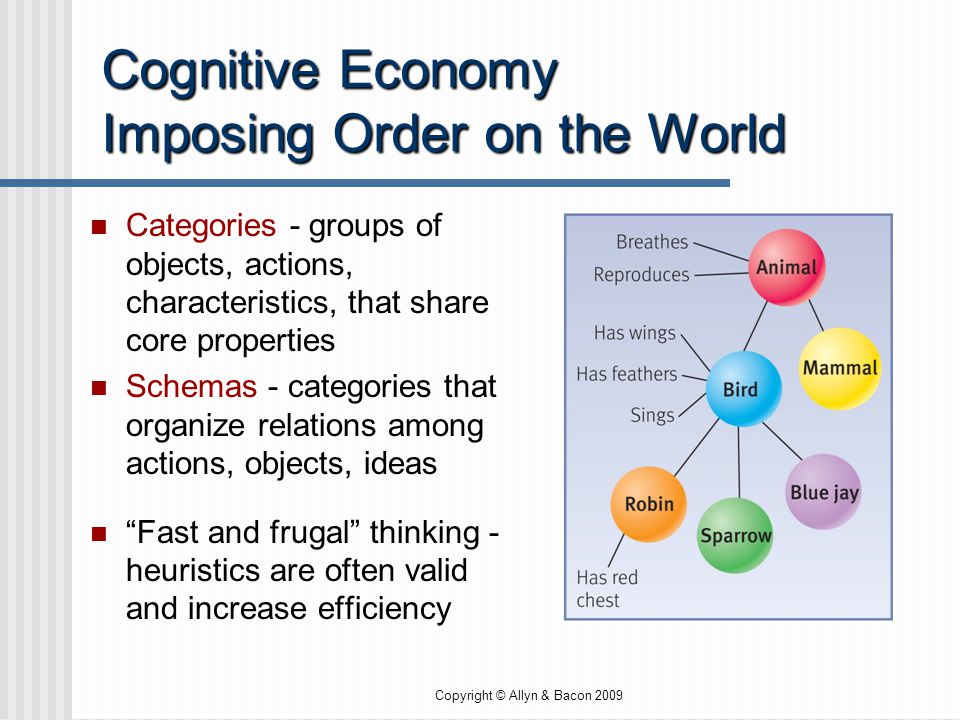 Cognitive Economy
Imposing Order on the World
Categories - groups of
objects, actions,
characteristics, that share
core properties
Schemas - categories that
organize relations among
actions, objects, ideas
“Fast and frugal” thinking -
heuristics are often valid
and increase efficiency
Breathes
Reproduces
Animal
Has wings
Has feathers
Sings
Bird
Mammal
Robin
Sparrow
Blue jay
Has red
chest
Copyright © Allyn & Bacon 2009